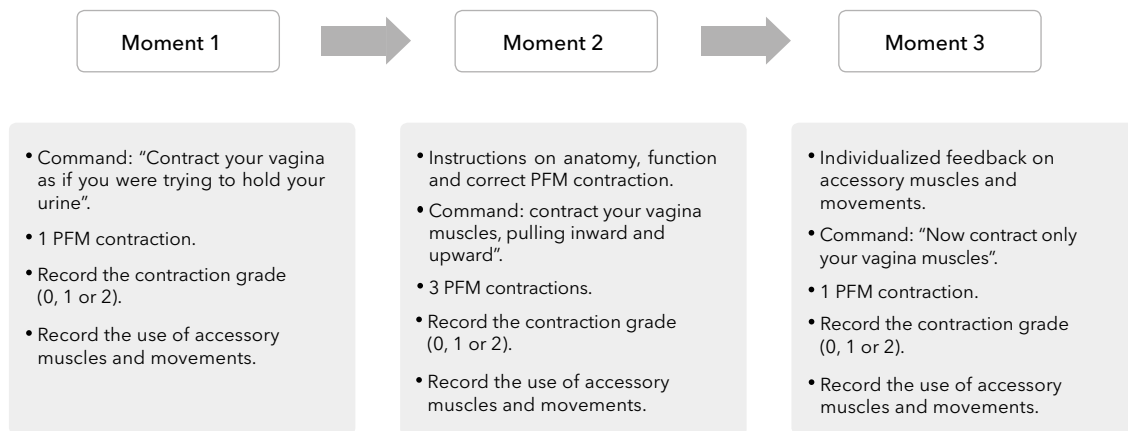 Moment 1
Moment 2
Moment 3
• Command: “Contract your vagina
as if you were trying to hold your
urine”.
• 1 PFM contraction.
• Record the contraction grade
(0, 1 or 2).
• Record the use of accessory
muscles and movements.
• Instructions on anatomy, function
and correct PFM contraction.
• Command: contract your vagina
muscles, pulling inward and
upward”.
• 3 PFM contractions.
• Record the contraction grade
(0, 1 or 2).
• Record the use of accessory
muscles and movements.
• Individualized feedback on
accessory muscles and
movements.
• Command: “Now contract only
your vagina muscles”.
• 1 PFM contraction.
• Record the contraction grade
(0, 1 or 2).
• Record the use of accessory
muscles and movements.